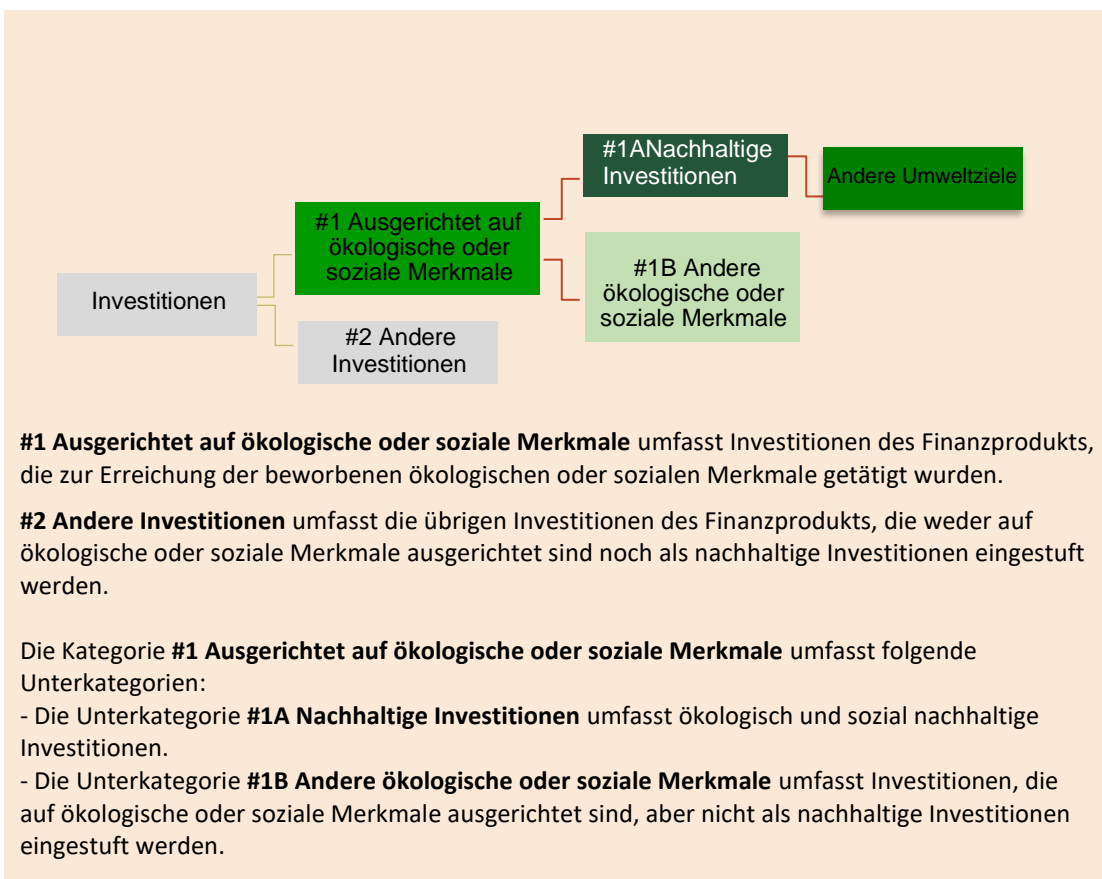 #1ANachhaltige
Investitionen
Andere Umweltziele
#1 Ausgerichtet auf
ökologische oder
soziale Merkmale
#1B Andere
ökologische oder
soziale Merkmale
Investitionen
#2 Andere
Investitionen
#1 Ausgerichtet auf ökologische oder soziale Merkmale umfasst Investitionen des Finanzprodukts,
die zur Erreichung der beworbenen ökologischen oder sozialen Merkmale getätigt wurden.
#2 Andere Investitionen umfasst die übrigen Investitionen des Finanzprodukts, die weder auf
ökologische oder soziale Merkmale ausgerichtet sind noch als nachhaltige Investitionen eingestuft
werden.
Die Kategorie #1 Ausgerichtet auf ökologische oder soziale Merkmale umfasst folgende
Unterkategorien:
- Die Unterkategorie #1A Nachhaltige Investitionen umfasst ökologisch und sozial nachhaltige
Investitionen.
- Die Unterkategorie #1B Andere ökologische oder soziale Merkmale umfasst Investitionen, die
auf ökologische oder soziale Merkmale ausgerichtet sind, aber nicht als nachhaltige Investitionen
eingestuft werden.